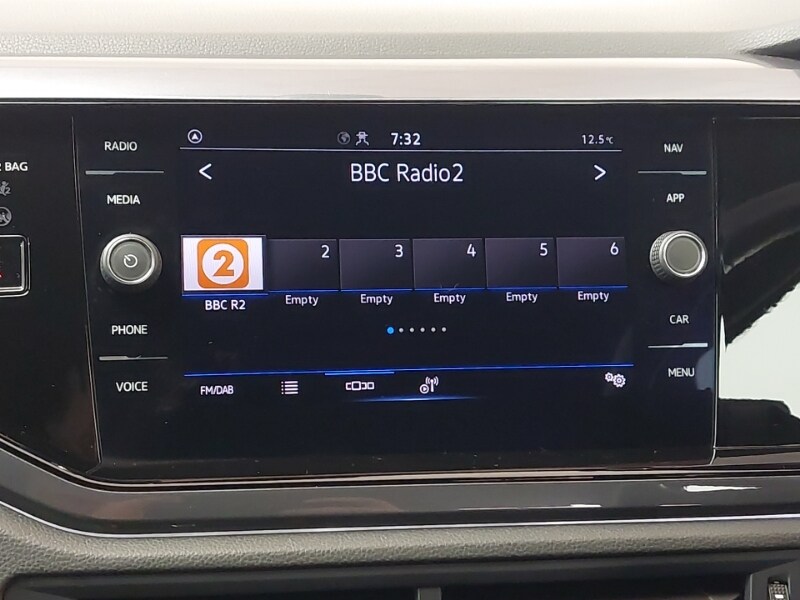 RADIO
MEDIA
PHONE
VOICE
BAG
7:32
12.5°C
< BBC Radio2 >
2
2 3 4 5 6
BBC R2 Empty Empty Empty Empty Empty
FM/DAB
NAV
APP
CAR
MENU